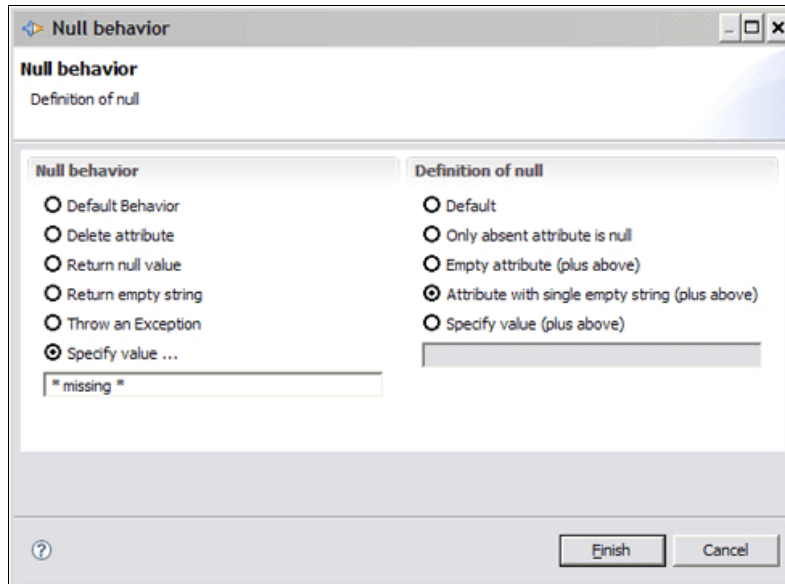 Null behavior
Null behavior
Definition of null
Null behavior
Default Behavior
Delete attribute
Return null value
Return empty string
Throw an Exception
Specify value ...
* missing *
Definition of null
Default
Only absent attribute is null
Empty attribute (plus above)
Attribute with single empty string (plus above)
Specify value (plus above)
?
Finish
Cancel